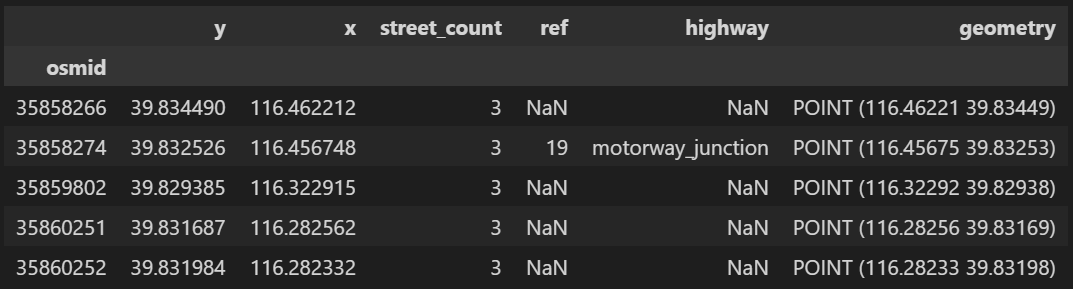 y x street_count ref highway geometry
osmid
35858266 39.834490 116.462212 3 NaN NaN POINT (116.46221 39.83449)
35858274 39.832526 116.456748 3 19 motorway_junction POINT (116.45675 39.83253)
35859802 39.829385 116.322915 3 NaN NaN POINT (116.32292 39.82938)
35860251 39.831687 116.282562 3 NaN NaN POINT (116.28256 39.83169)
35860252 39.831984 116.282332 3 NaN NaN POINT (116.28233 39.83198)